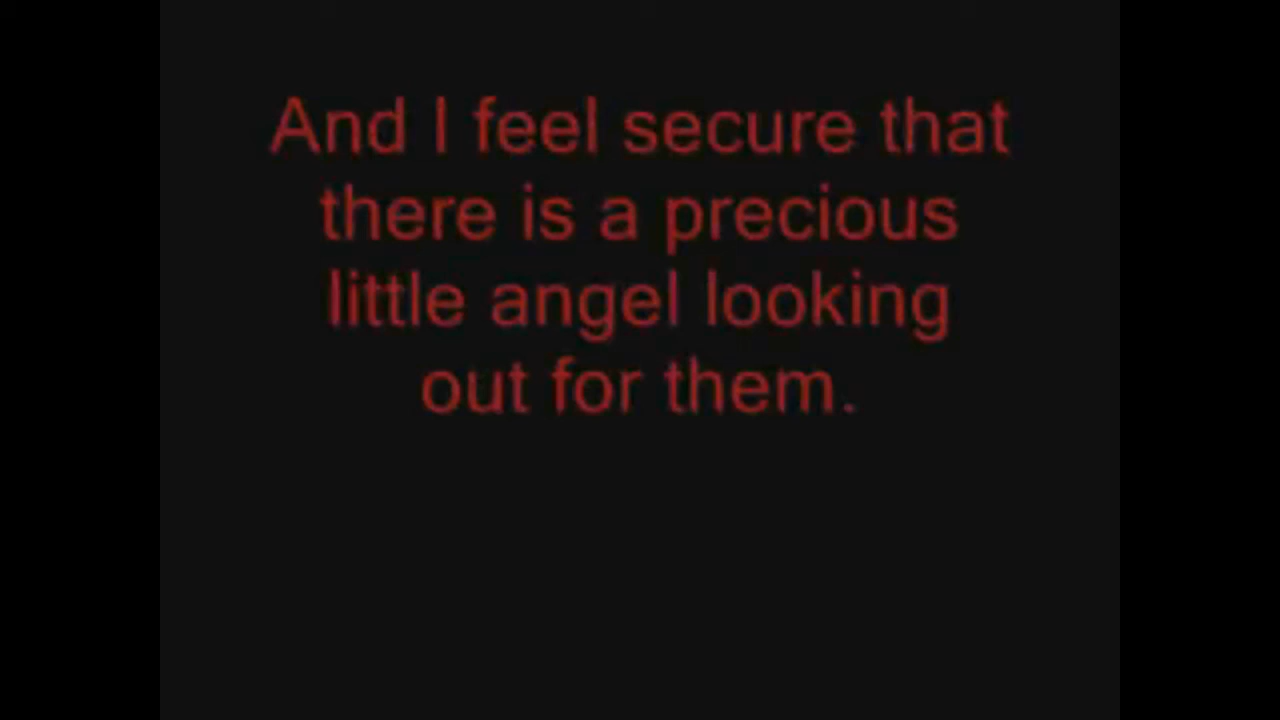 And I feel secure that
there is a precious
little angel looking
out for them.